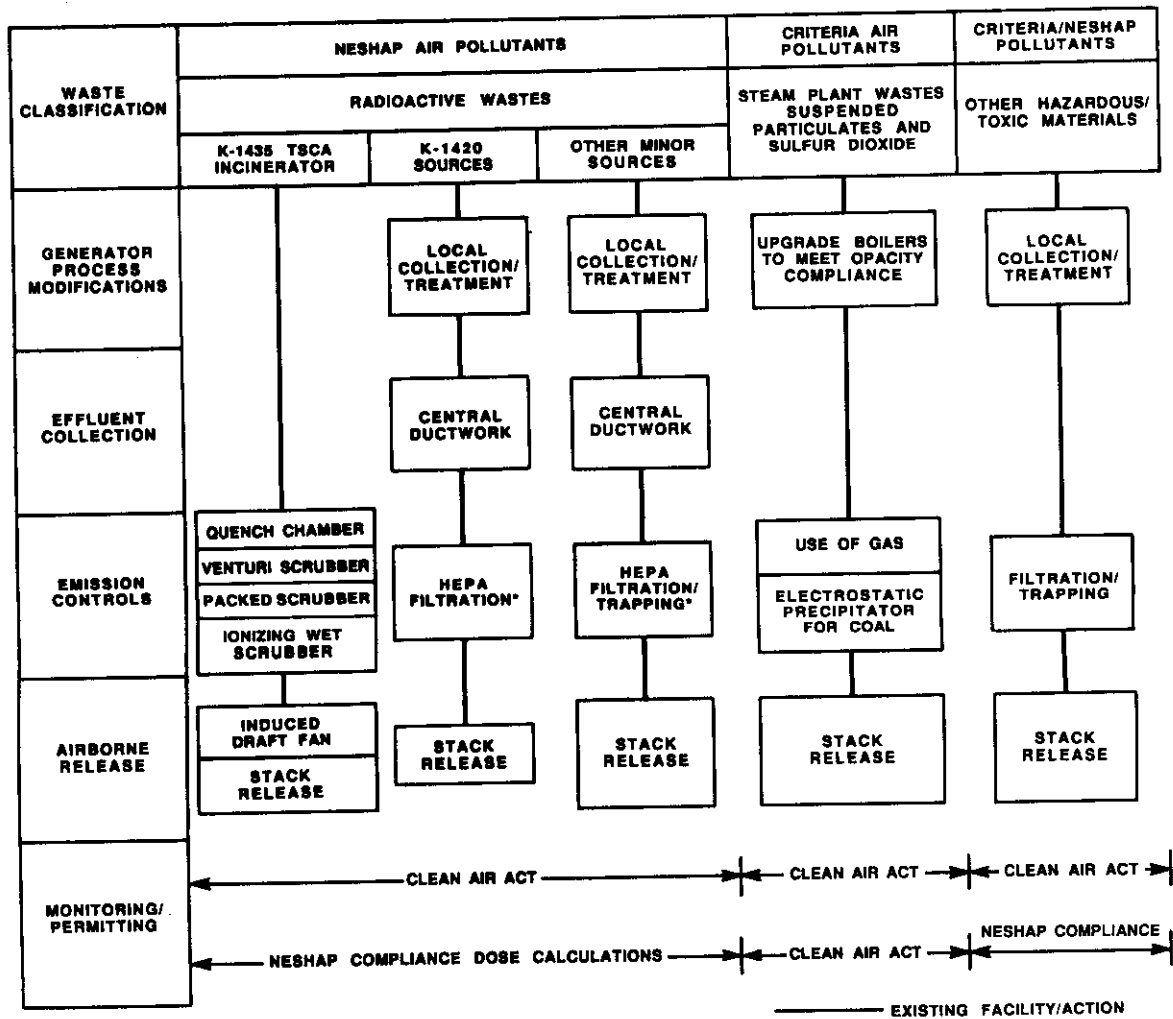 WASTE
CLASSIFICATION
NESHAP AIR POLLUTANTS
CRITERIA AIR
POLLUTANTS
CRITERIA/NESHAP
POLLUTANTS
RADIOACTIVE WASTES
STEAM PLANT WASTES
SUSPENDED
PARTICULATES AND
SULFUR DIOXIDE
OTHER HAZARDOUS/
TOXIC MATERIALS
K-1435 TSCA
INCINERATOR
K-1420
SOURCES
OTHER MINOR
SOURCES
GENERATOR
PROCESS
MODIFICATIONS
LOCAL
COLLECTION/
TREATMENT
LOCAL
COLLECTION/
TREATMENT
UPGRADE BOILERS
TO MEET OPACITY
COMPLIANCE
LOCAL
COLLECTION/
TREATMENT
EFFLUENT
COLLECTION
CENTRAL
DUCTWORK
CENTRAL
DUCTWORK
EMISSION
CONTROLS
QUENCH CHAMBER
VENTURI SCRUBBER
PACKED SCRUBBER
IONIZING WET
SCRUBBER
HEPA
FILTRATION*
HEPA
FILTRATION/
TRAPPING*
USE OF GAS
ELECTROSTATIC
PRECIPITATOR
FOR COAL
FILTRATION/
TRAPPING
AIRBORNE
RELEASE
INDUCED
DRAFT FAN
STACK
RELEASE
STACK
RELEASE
STACK
RELEASE
STACK
RELEASE
STACK
RELEASE
MONITORING/
PERMITTING
CLEAN AIR ACT
CLEAN AIR ACT
CLEAN AIR ACT
NESHAP COMPLIANCE DOSE CALCULATIONS
CLEAN AIR ACT
NESHAP COMPLIANCE
EXISTING FACILITY/ACTION